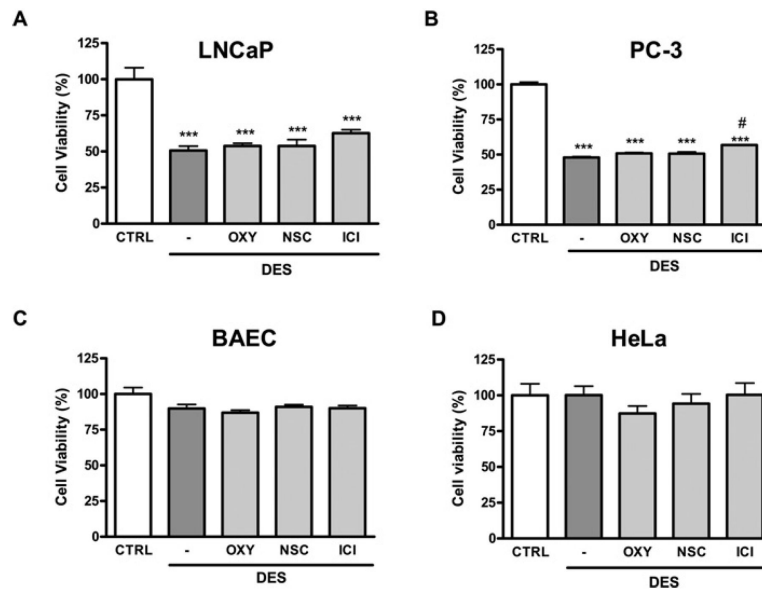 A
LNCaP
Cell Viability (%)
125
100
75
50
25
0
*** *** *** ***
CTRL - OXY NSC ICI
DES
B
PC-3
Cell Viability (%)
125
100
75
50
25
0
#
*** *** *** ***
CTRL - OXY NSC ICI
DES
C
BAEC
Cell Viability (%)
125
100
75
50
25
0
CTRL - OXY NSC ICI
DES
D
HeLa
Cell viability (%)
125
100
75
50
25
0
CTRL - OXY NSC ICI
DES